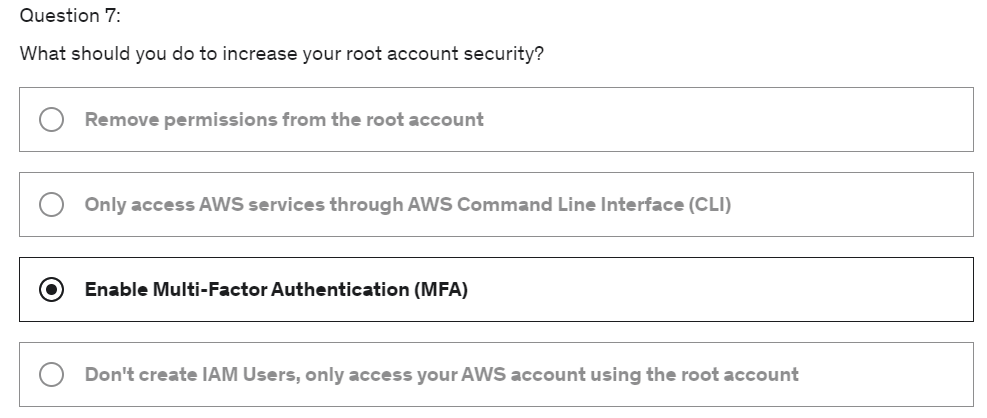 Question 7:
What should you do to increase your root account security?
Remove permissions from the root account
Only access AWS services through AWS Command Line Interface (CLI)
Enable Multi-Factor Authentication (MFA)
Don't create IAM Users, only access your AWS account using the root account